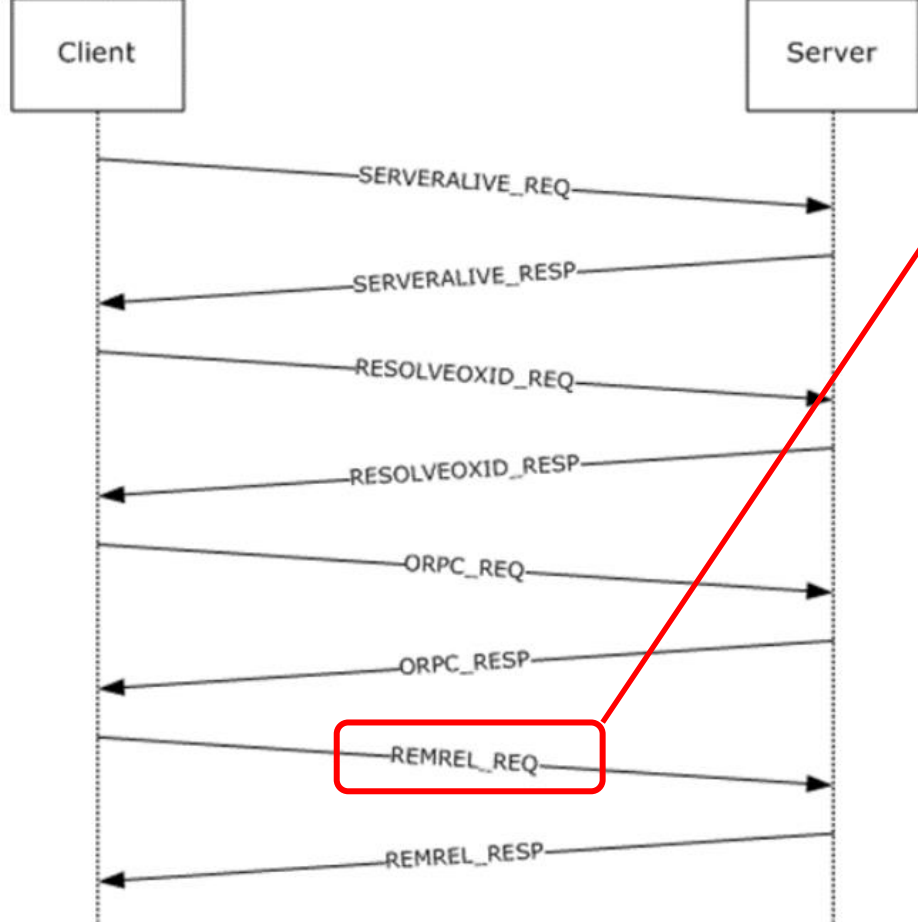 Client
Server
SERVERALIVE_REQ
SERVERALIVE_RESP
RESOLVEOXID_REQ
RESOLVEOXID_RESP
ORPC_REQ
ORPC_RESP
REMREL_REQ
REMREL_RESP